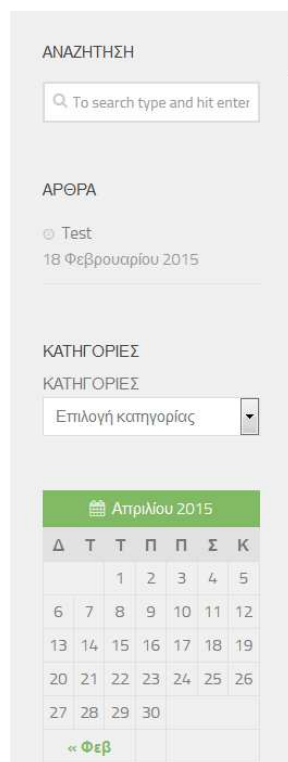 ΑΝΑΖΗΤΗΣΗ
To search type and hit enter
ΑΡΘΡΑ
Test
18 Φεβρουαρίου 2015
ΚΑΤΗΓΟΡΙΕΣ
ΚΑΤΗΓΟΡΙΕΣ
Επιλογή κατηγορίας
Απριλίου 2015
Δ Τ Τ Π Π Σ Κ
1 2 3 4 5
6 7 8 9 10 11 12
13 14 15 16 17 18 19
20 21 22 23 24 25 26
27 28 29 30
« Φεβ